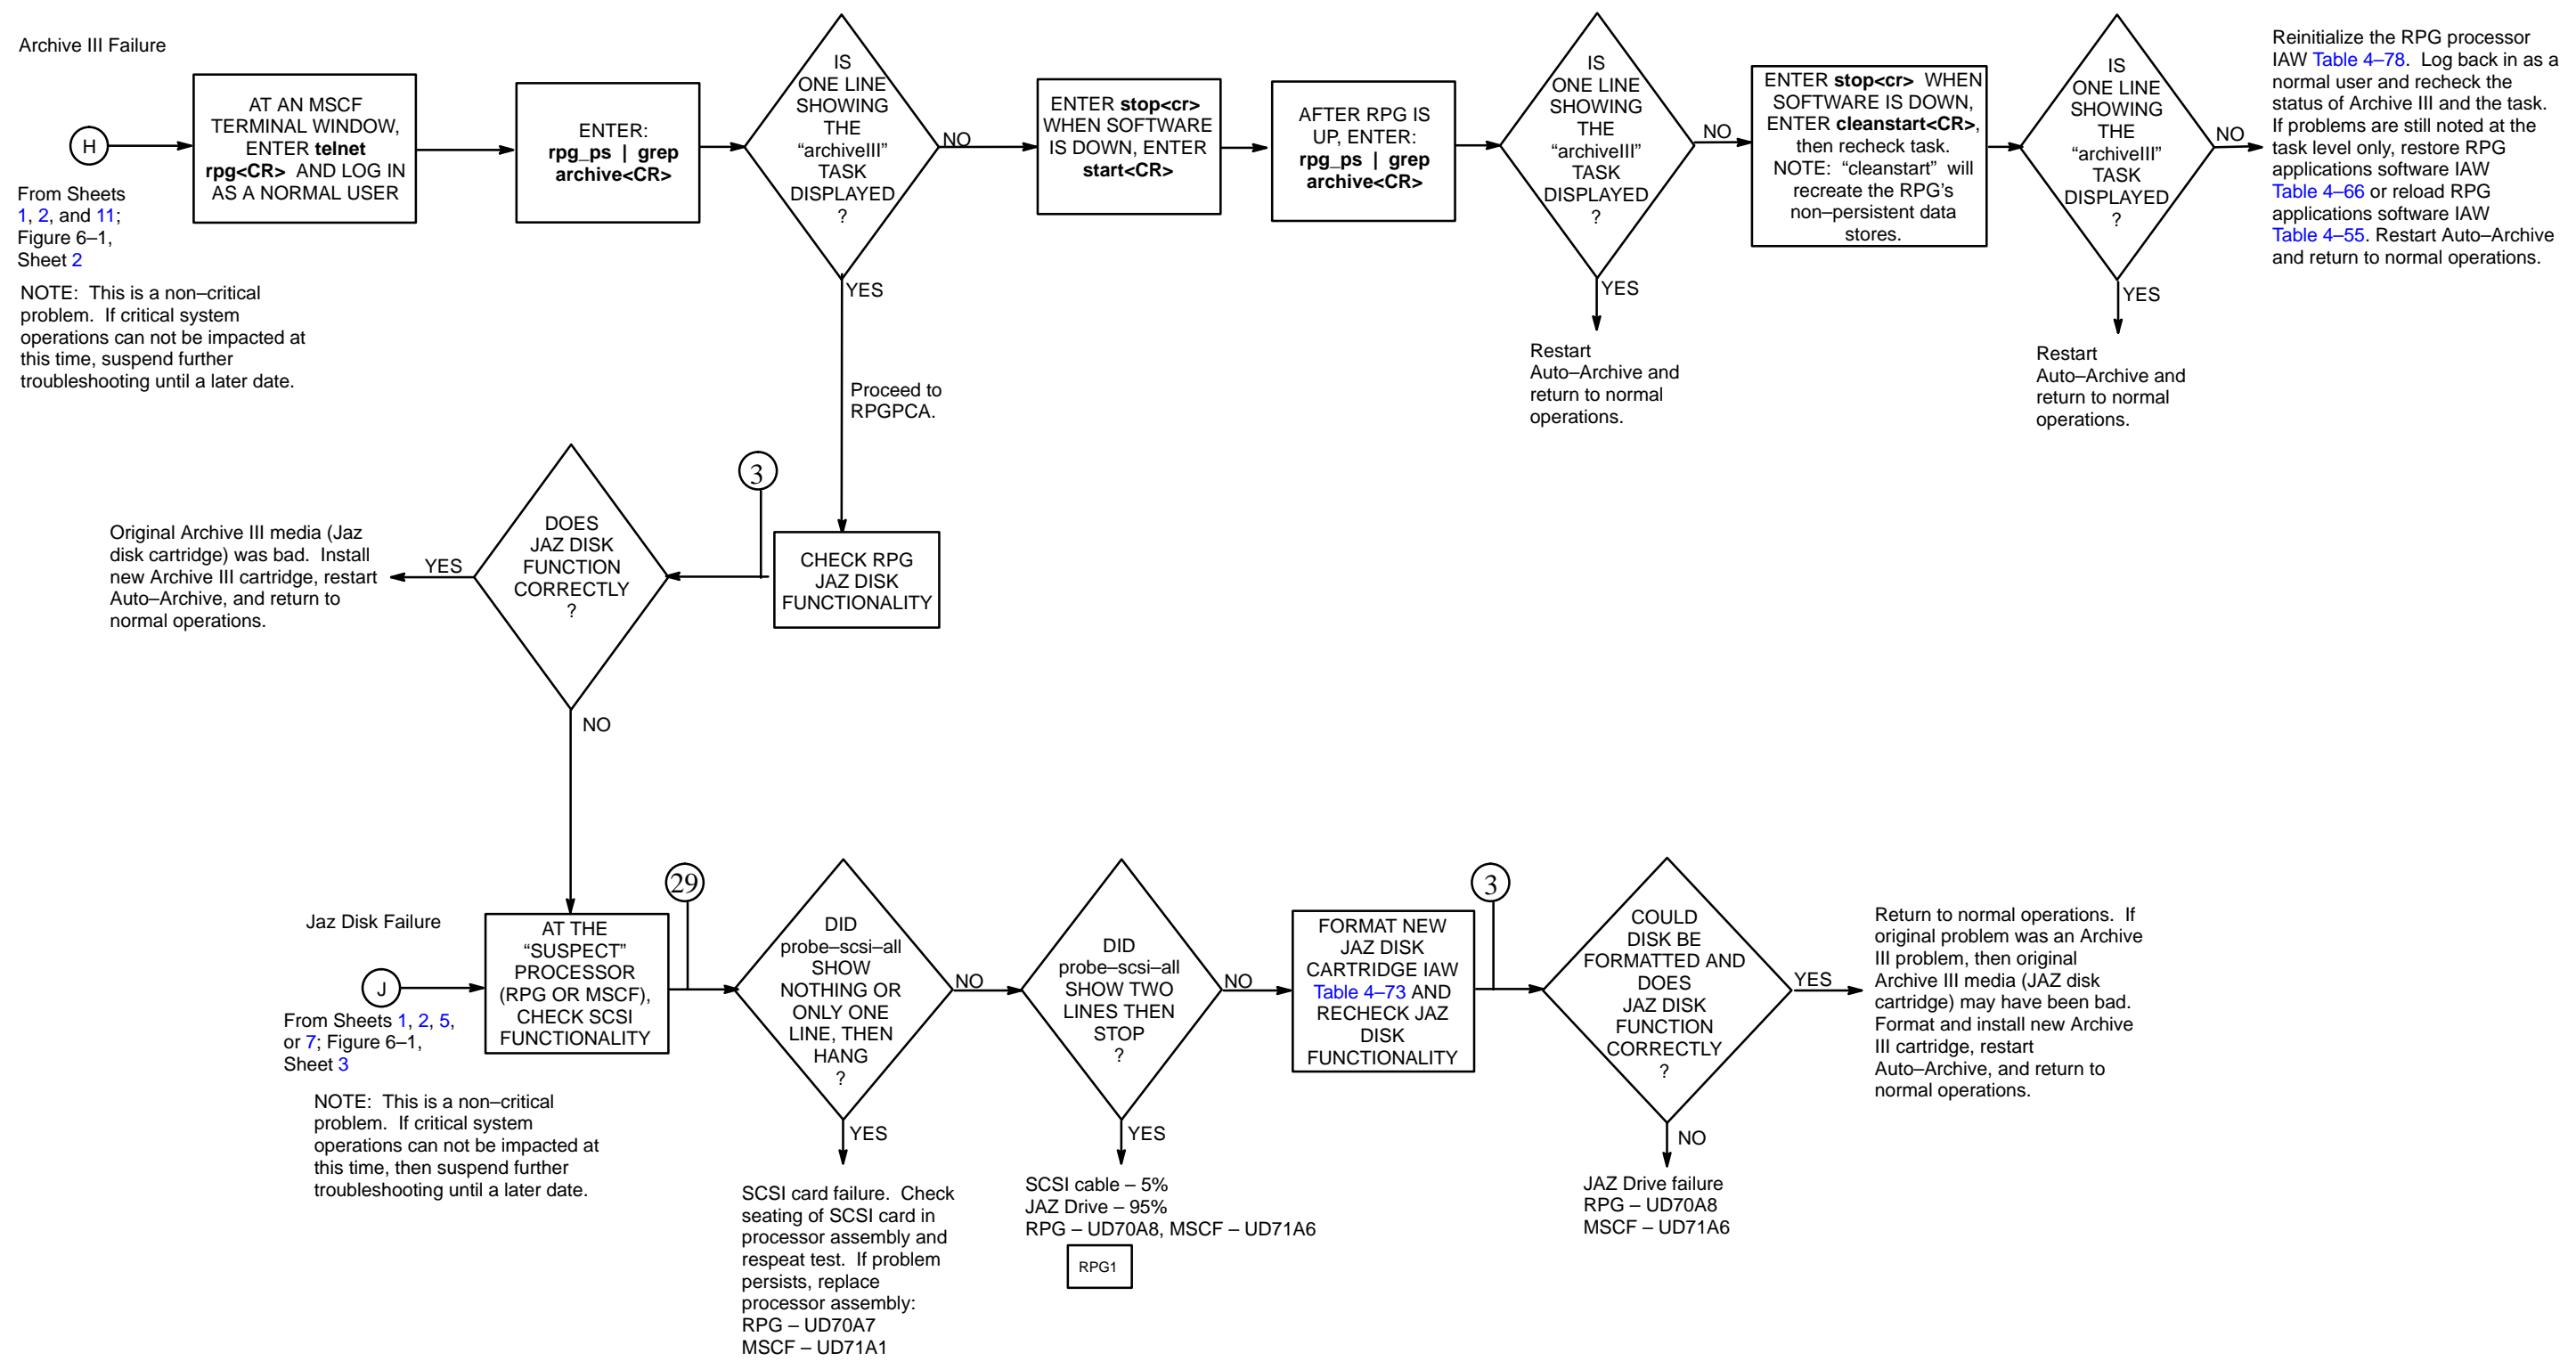 Archive III Failure
H
From Sheets
1, 2, and 11;
Figure 6–1,
Sheet 2
NOTE:  This is a non–critical
problem.  If critical system
operations can not be impacted at
this time, suspend further
troubleshooting until a later date.
AT AN MSCF
TERMINAL WINDOW,
ENTER telnet
rpg<CR>  AND LOG IN
AS A NORMAL USER
ENTER:
rpg_ps  |  grep
archive<CR>
IS
ONE LINE
SHOWING
THE
“archiveIII”
TASK
DISPLAYED
?
NO
YES
Proceed to
RPGPCA.
ENTER stop<cr>
WHEN SOFTWARE
IS DOWN, ENTER
start<CR>
AFTER RPG IS
UP, ENTER:
rpg_ps  |  grep
archive<CR>
IS
ONE LINE
SHOWING
THE
“archiveIII”
TASK
DISPLAYED
?
NO
YES
Restart
Auto–Archive and
return to normal
operations.
ENTER stop<cr>  WHEN
SOFTWARE IS DOWN,
ENTER cleanstart<CR>,
then recheck task.
NOTE:  “cleanstart”  will
recreate the RPG’s
non–persistent data
stores.
IS
ONE LINE
SHOWING
THE
“archiveIII”
TASK
DISPLAYED
?
NO
YES
Restart
Auto–Archive and
return to normal
operations.
Reinitialize the RPG processor
IAW Table 4–78.  Log back in as a
normal user and recheck the
status of Archive III and the task.
If problems are still noted at the
task level only, restore RPG
applications software IAW
Table 4–66 or reload RPG
applications software IAW
Table 4–55. Restart Auto–Archive
and return to normal operations.
CHECK RPG
JAZ DISK
FUNCTIONALITY
3
DOES
JAZ DISK
FUNCTION
CORRECTLY
?
YES
NO
Original Archive III media (Jaz
disk cartridge) was bad.  Install
new Archive III cartridge, restart
Auto–Archive, and return to
normal operations.
Jaz Disk Failure
J
From Sheets 1, 2, 5,
or 7; Figure 6–1,
Sheet 3
NOTE:  This is a non–critical
problem.  If critical system
operations can not be impacted at
this time, then suspend further
troubleshooting until a later date.
AT THE
“SUSPECT”
PROCESSOR
(RPG OR MSCF),
CHECK SCSI
FUNCTIONALITY
29
DID
probe–scsi–all
SHOW
NOTHING OR
ONLY ONE
LINE, THEN
HANG
?
NO
YES
SCSI card failure.  Check
seating of SCSI card in
processor assembly and
respeat test.  If problem
persists, replace
processor assembly:
RPG – UD70A7
MSCF – UD71A1
DID
probe–scsi–all
SHOW TWO
LINES THEN
STOP
?
NO
YES
SCSI cable – 5%
JAZ Drive – 95%
RPG – UD70A8, MSCF – UD71A6
RPG1
FORMAT NEW
JAZ DISK
CARTRIDGE IAW
Table 4–73 AND
RECHECK JAZ
DISK
FUNCTIONALITY
3
COULD
DISK BE
FORMATTED AND
DOES
JAZ DISK
FUNCTION
CORRECTLY
?
YES
NO
JAZ Drive failure
RPG – UD70A8
MSCF – UD71A6
Return to normal operations.  If
original problem was an Archive
III problem, then original
Archive III media (JAZ disk
cartridge) may have been bad.
Format and install new Archive
III cartridge, restart
Auto–Archive, and return to
normal operations.